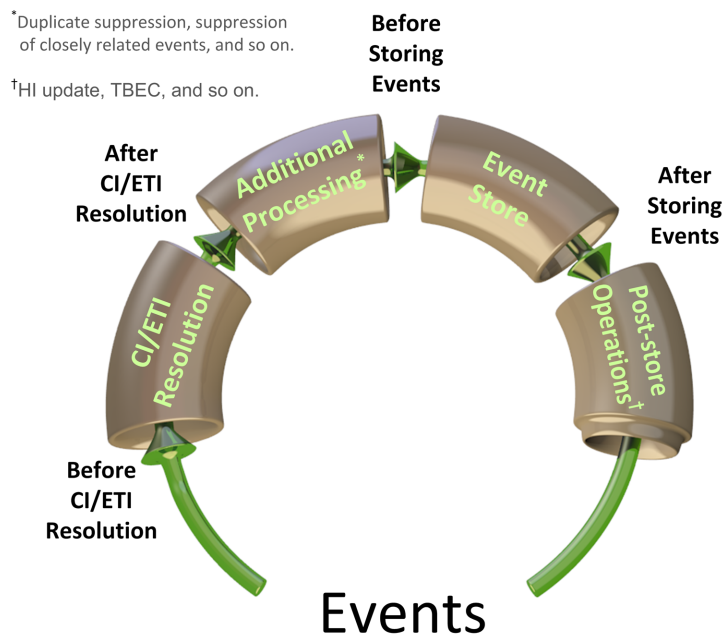 *Duplicate suppression, suppression
of closely related events, and so on.
†HI update, TBEC, and so on.
Before
Storing
Events
After
CI/ETI
Resolution
Additional
Processing*
Event
Store
After
Storing
Events
CI/ETI
Resolution
Post-store
Operations†
Before
CI/ETI
Resolution
Events